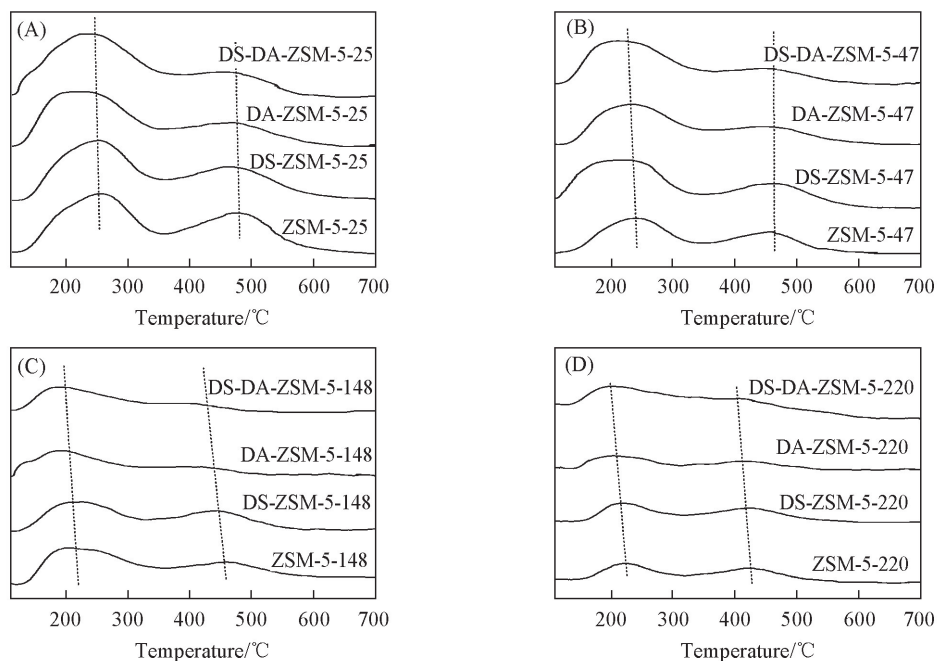 (A)
DS-DA-ZSM-5-25
DA-ZSM-5-25
DS-ZSM-5-25
ZSM-5-25
200 300 400 500 600 700
Temperature/℃
(B)
DS-DA-ZSM-5-47
DA-ZSM-5-47
DS-ZSM-5-47
ZSM-5-47
200 300 400 500 600 700
Temperature/℃
(C)
DS-DA-ZSM-5-148
DA-ZSM-5-148
DS-ZSM-5-148
ZSM-5-148
200 300 400 500 600 700
Temperature/℃
(D)
DS-DA-ZSM-5-220
DA-ZSM-5-220
DS-ZSM-5-220
ZSM-5-220
200 300 400 500 600 700
Temperature/℃